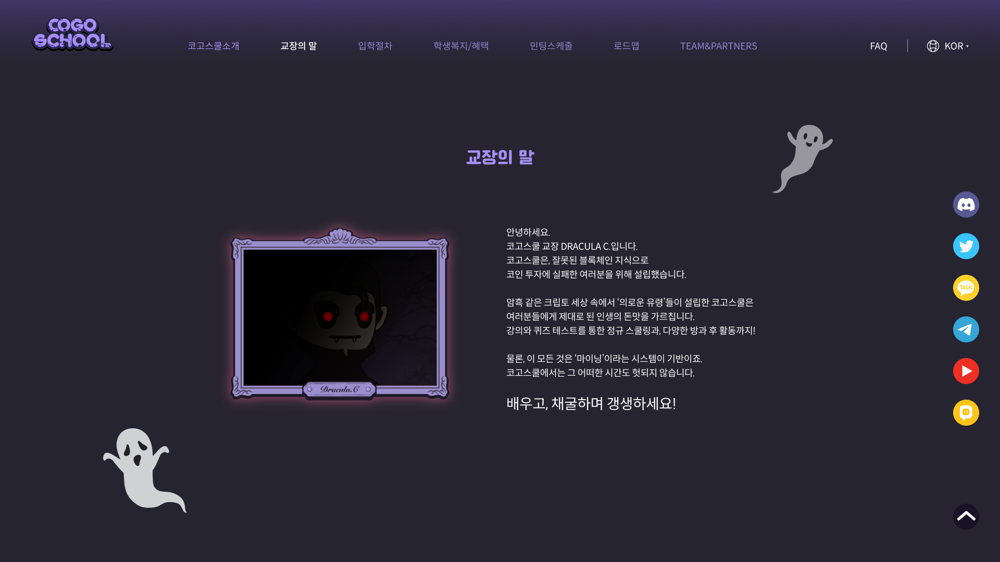 COGO
SCHOOL
코고스쿨소개
교장의 말
입학절차
학생복지/혜택
민팅스케줄
로드맵
TEAM&PARTNERS
FAQ
KOR
교장의 말
안녕하세요.
코고스쿨 교장 DRACULA C.입니다.
코고스쿨은, 잘못된 블록체인 지식으로
코인 투자에 실패한 여러분을 위해 설립했습니다.
암흑 같은 크립토 세상 속에서 ‘의로운 유령’들이 설립한 코고스쿨은
여러분들에게 제대로 된 인생의 돈맛을 가르칩니다.
강의와 퀴즈 테스트를 통한 정규 스쿨링과, 다양한 방과 후 활동까지!
물론, 이 모든 것은 ‘마이닝’이라는 시스템이 기반이죠.
코고스쿨에서는 그 어떠한 시간도 헛되지 않습니다.
배우고, 채굴하며 갱생하세요!
Dracula.C
TALK